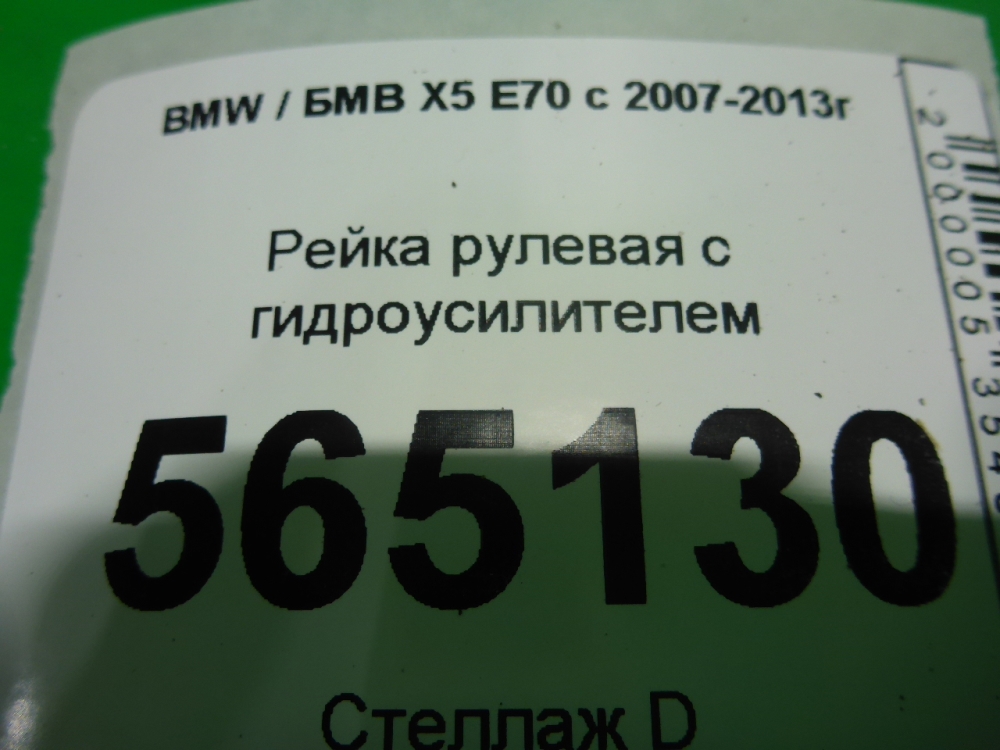 BMW / БМВ X5 E70 с 2007-2013г
Рейка рулевая с
гидроусилителем
565130
Стеллаж D